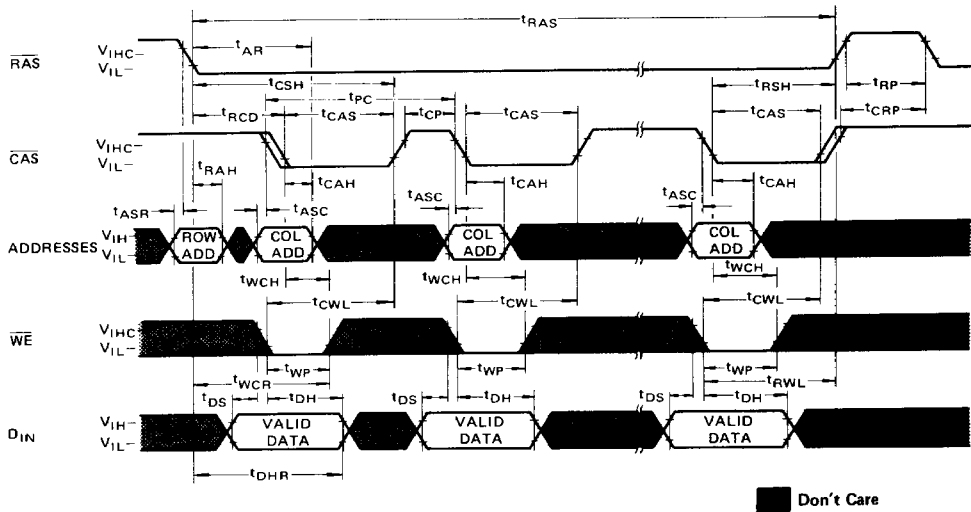 tRAS
tAR
RAS
VIHC
VIL
tCSH
tRSH
tRP
tPC
tRCD
tCAS
tCP
tCAS
tCAS
tCRP
CAS
VIHC
VIL
tRAH
tCAH
tCAH
tCAH
tASR
tASC
tASC
tASC
ADDRESSES
VIH
VIL
ROW ADD
COL ADD
COL ADD
COL ADD
tWCH
tWCH
tWCH
tCWL
tCWL
tCWL
WE
VIHC
VIL
tWP
tWP
tWP
tWCR
tRWL
tDS
tDH
tDS
tDH
tDS
tDH
DIN
VIH
VIL
VALID DATA
VALID DATA
VALID DATA
tDHR
Don't Care